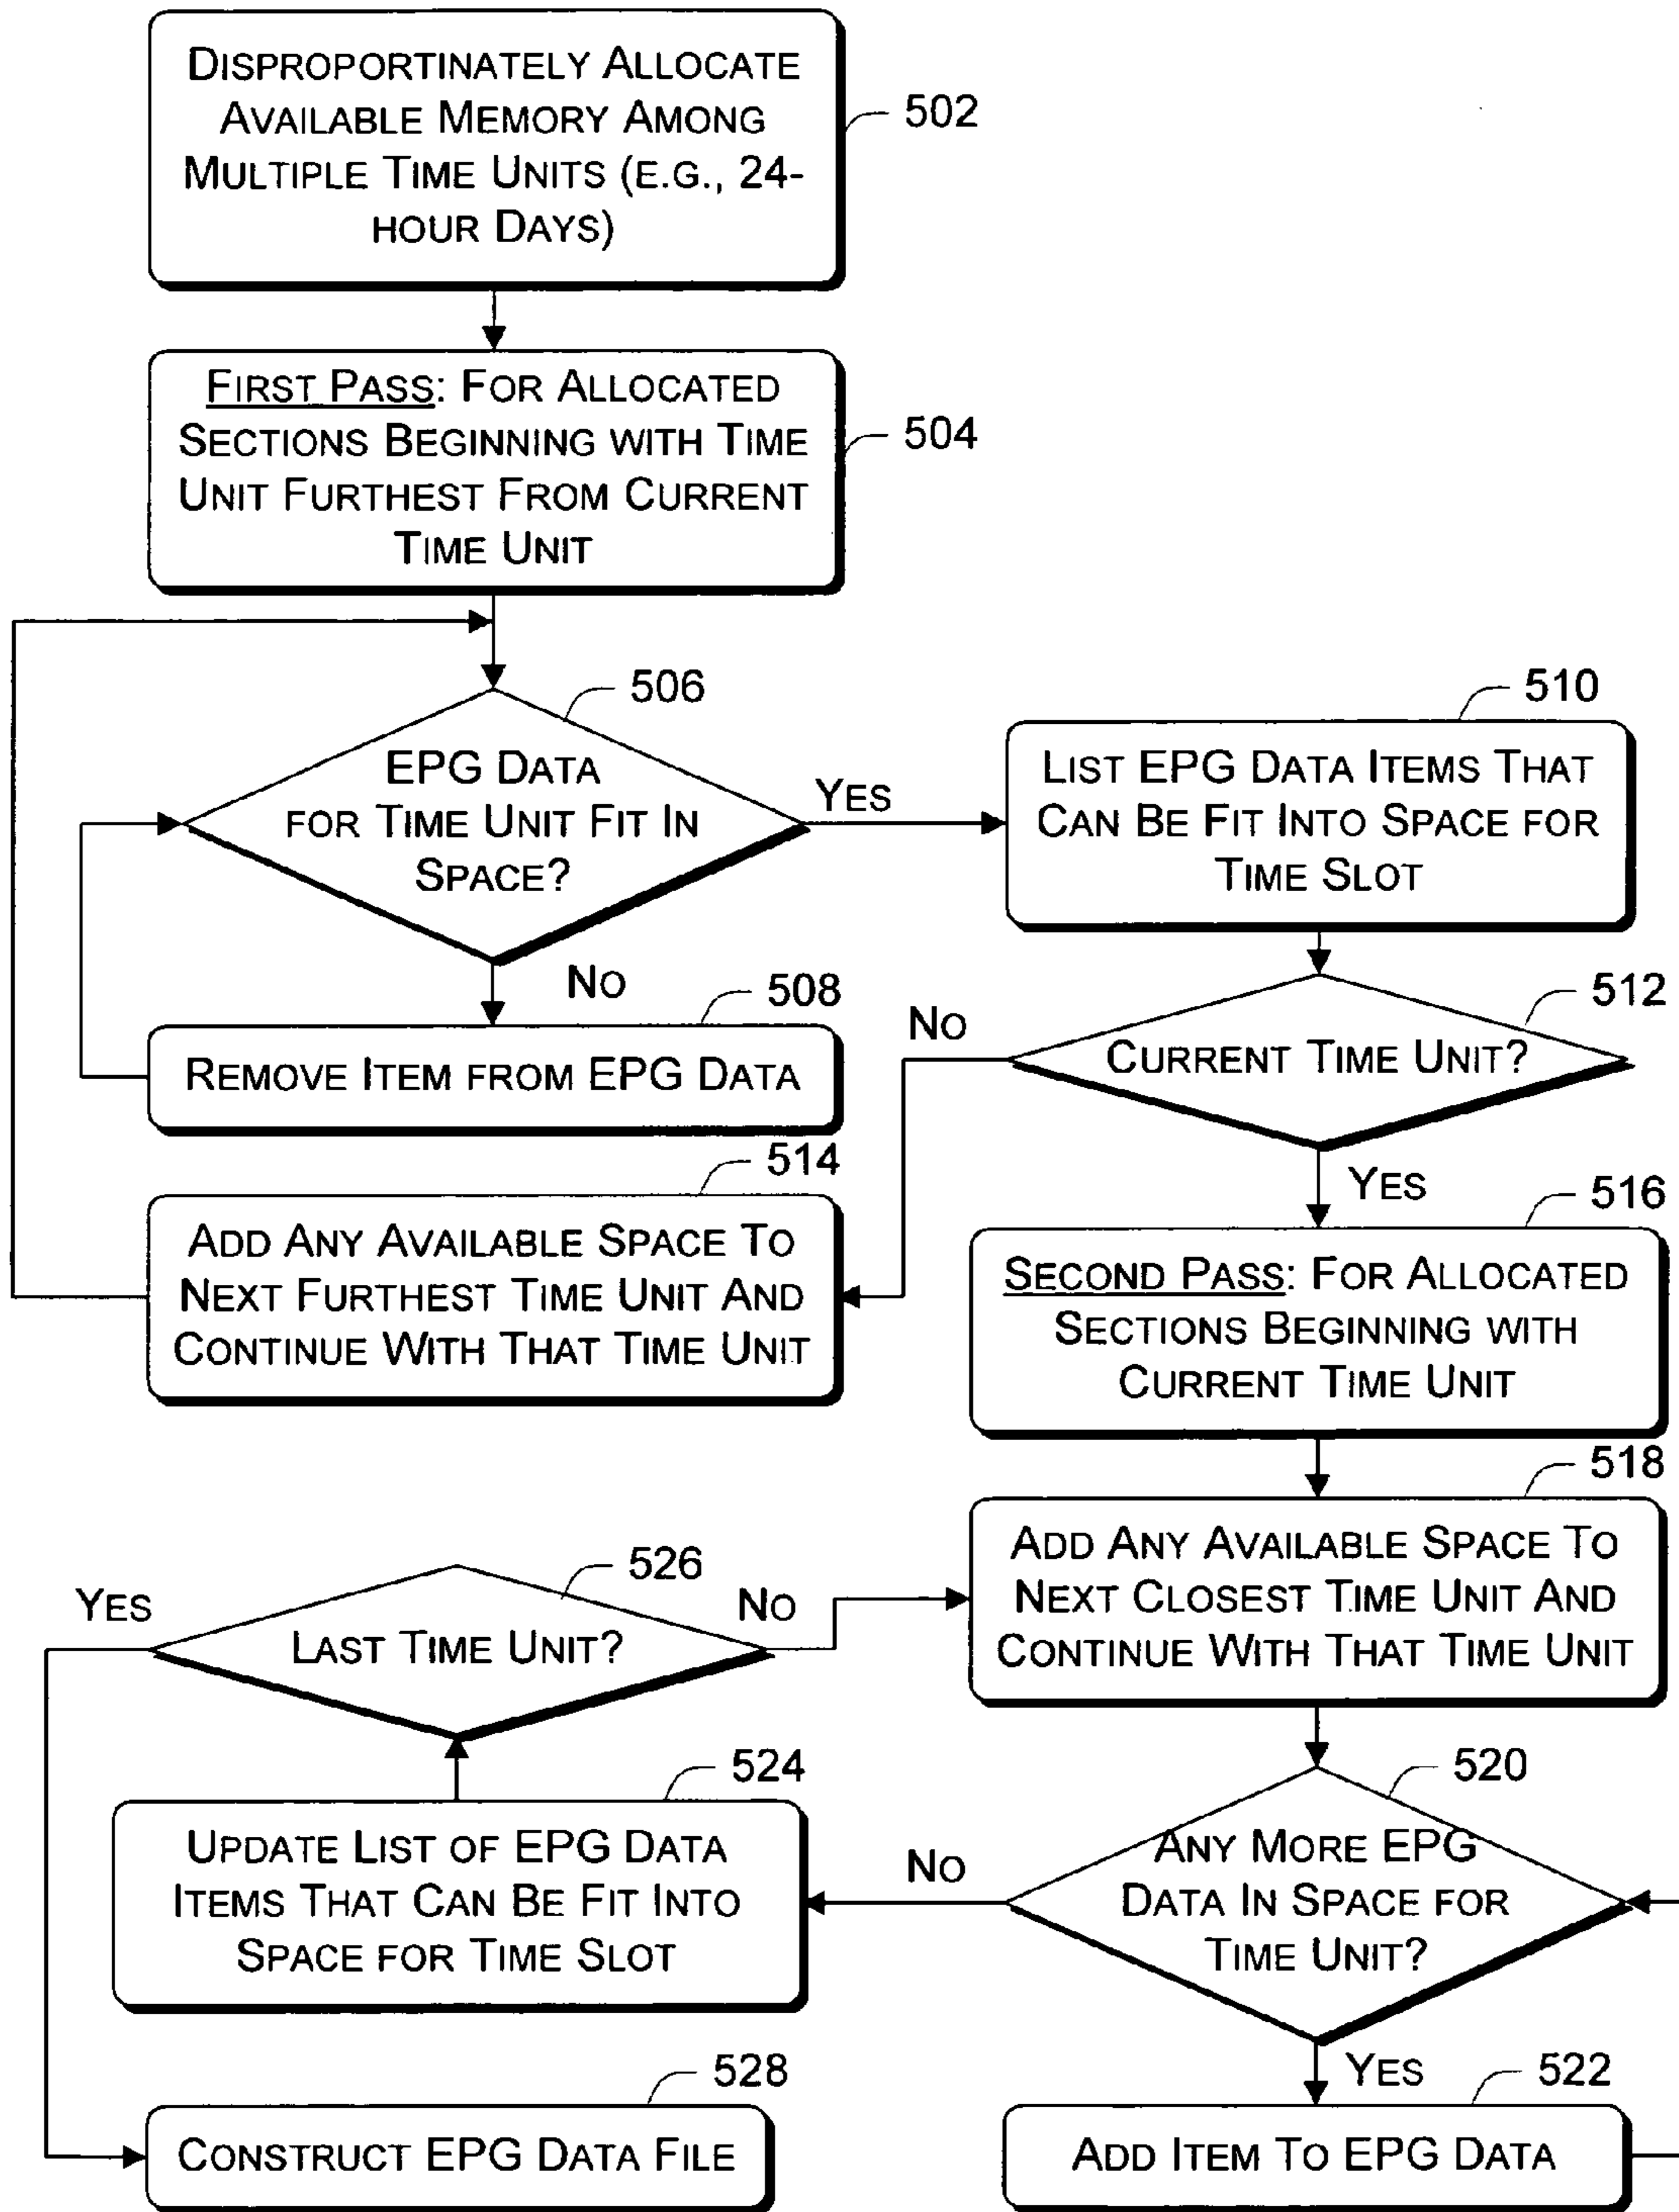 DISPROPORTINATELY ALLOCATE
AVAILABLE MEMORY AMONG
MULTIPLE TIME UNITS (E.G., 24-
HOUR DAYS)
502
FIRST PASS: FOR ALLOCATED
SECTIONS BEGINNING WITH TIME
UNIT FURTHEST FROM CURRENT
TIME UNIT
504
506
EPG DATA
FOR TIME UNIT FIT IN
SPACE?
YES
NO
508
REMOVE ITEM FROM EPG DATA
510
LIST EPG DATA ITEMS THAT
CAN BE FIT INTO SPACE FOR
TIME SLOT
512
CURRENT TIME UNIT?
NO
YES
514
ADD ANY AVAILABLE SPACE TO
NEXT FURTHEST TIME UNIT AND
CONTINUE WITH THAT TIME UNIT
516
SECOND PASS: FOR ALLOCATED
SECTIONS BEGINNING WITH
CURRENT TIME UNIT
518
ADD ANY AVAILABLE SPACE TO
NEXT CLOSEST TIME UNIT AND
CONTINUE WITH THAT TIME UNIT
520
ANY MORE EPG
DATA IN SPACE FOR
TIME UNIT?
NO
YES
522
ADD ITEM TO EPG DATA
524
UPDATE LIST OF EPG DATA
ITEMS THAT CAN BE FIT INTO
SPACE FOR TIME SLOT
526
LAST TIME UNIT?
YES
NO
528
CONSTRUCT EPG DATA FILE